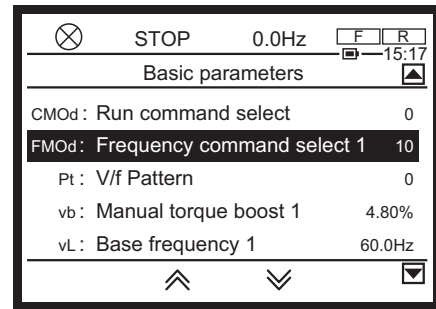 STOP 0.0Hz F R
15:17
Basic parameters
CMOd: Run command select 0
FMOd: Frequency command select 1 10
Pt: V/f Pattern 0
vb: Manual torque boost 1 4.80%
vL: Base frequency 1 60.0Hz